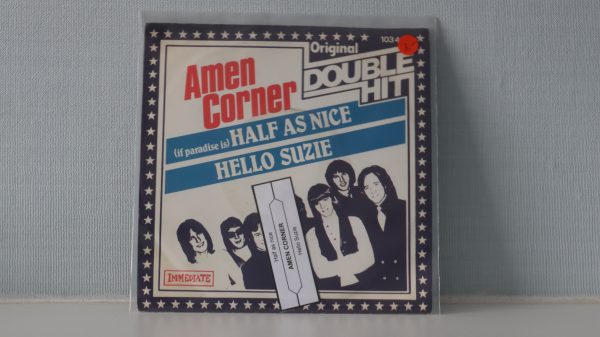 Original
103 4
DOUBLE
HIT
Amen
Corner
(if paradise is) HALF AS NICE
HELLO SUZIE
Half as nice
AMEN CORNER
Hello Suzie
IMMEDIATE